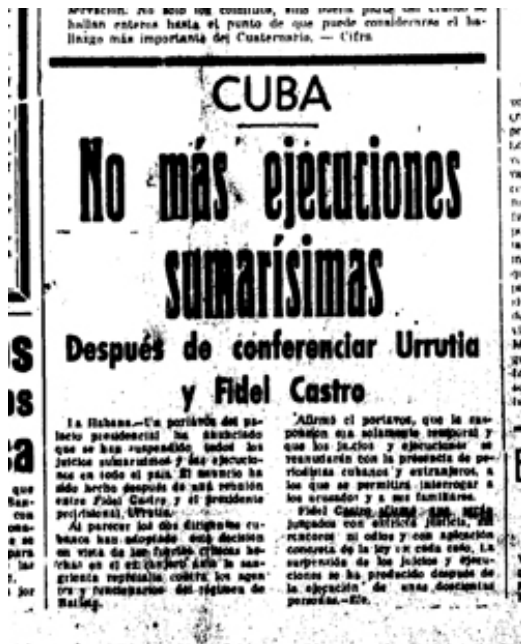 servación. No solo los colmillos, sino
hallan enteros hasta el punto de que puede considerarse el ha-
llazgo más importante del Cuaternario. — Cifra
CUBA
No más ejecuciones
sumarísimas
Después de conferenciar Urrutia
y Fidel Castro
La Habana.—Un portavoz del pa-
lacio presidencial ha anunciado
que se han suspendido todos los
juicios sumarísimos y las ejecucio-
nes en todo el país. El anuncio ha
sido hecho después de una reunión
entre Fidel Castro y el presidente
provisional, Urrutia.
Al parecer los dos dirigentes cu-
banos han adoptado esta decisión
en vista de las fuertes críticas he-
chas en el extranjero ante la san-
grienta represalia contra los agen
tes y funcionarios del régimen de
Batista.
Afirmó el portavoz, que la sus-
pensión era solamente temporal y
que los juicios y ejecuciones se
reanudarán con la presencia de pe-
riodistas cubanos y extranjeros, a
los que se permitirá interrogar a
los acusados y a sus familiares.
Fidel Castro afirmó que serán
juzgados con estricta justicia, sin
rencores ni odios y con aplicación
concreta de la ley en cada caso. La
suspensión de los juicios y ejecu-
ciones se ha producido después de
la ejecución de unas doscientas
personas.—Efe.